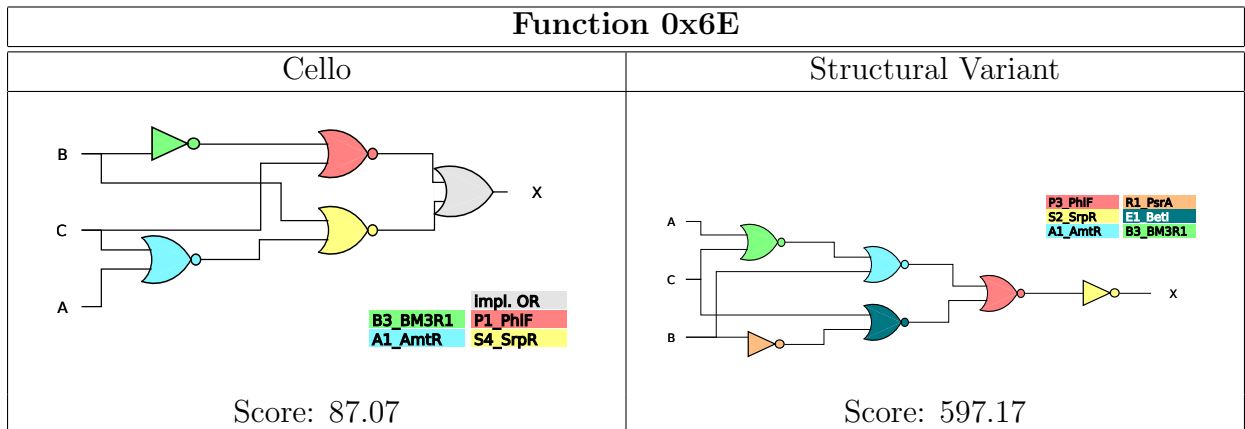 Function 0x6E
Cello
Structural Variant
B
C
A
X
impl. OR
B3_BM3R1 P1_PhlF
A1_AmtR S4_SrpR
A
C
B
X
P3_PhlF R1_PsrA
S2_SrpR E1_BetI
A1_AmtR B3_BM3R1
Score: 87.07
Score: 597.17